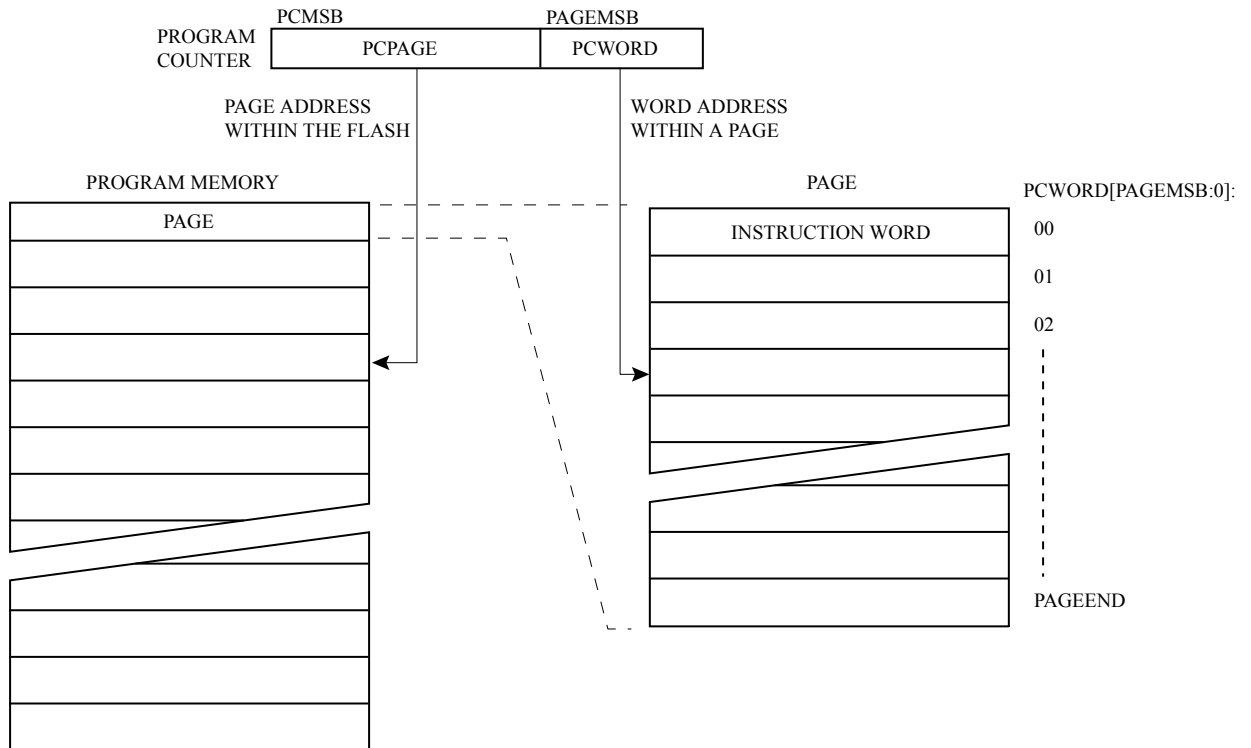 PCMSB
PAGEMSB
PROGRAM
COUNTER
PCPAGE
PCWORD
PAGE ADDRESS
WITHIN THE FLASH
WORD ADDRESS
WITHIN A PAGE
PROGRAM MEMORY
PAGE
PAGE
INSTRUCTION WORD
PCWORD[PAGEMSB:0]:
00
01
02
PAGEEND